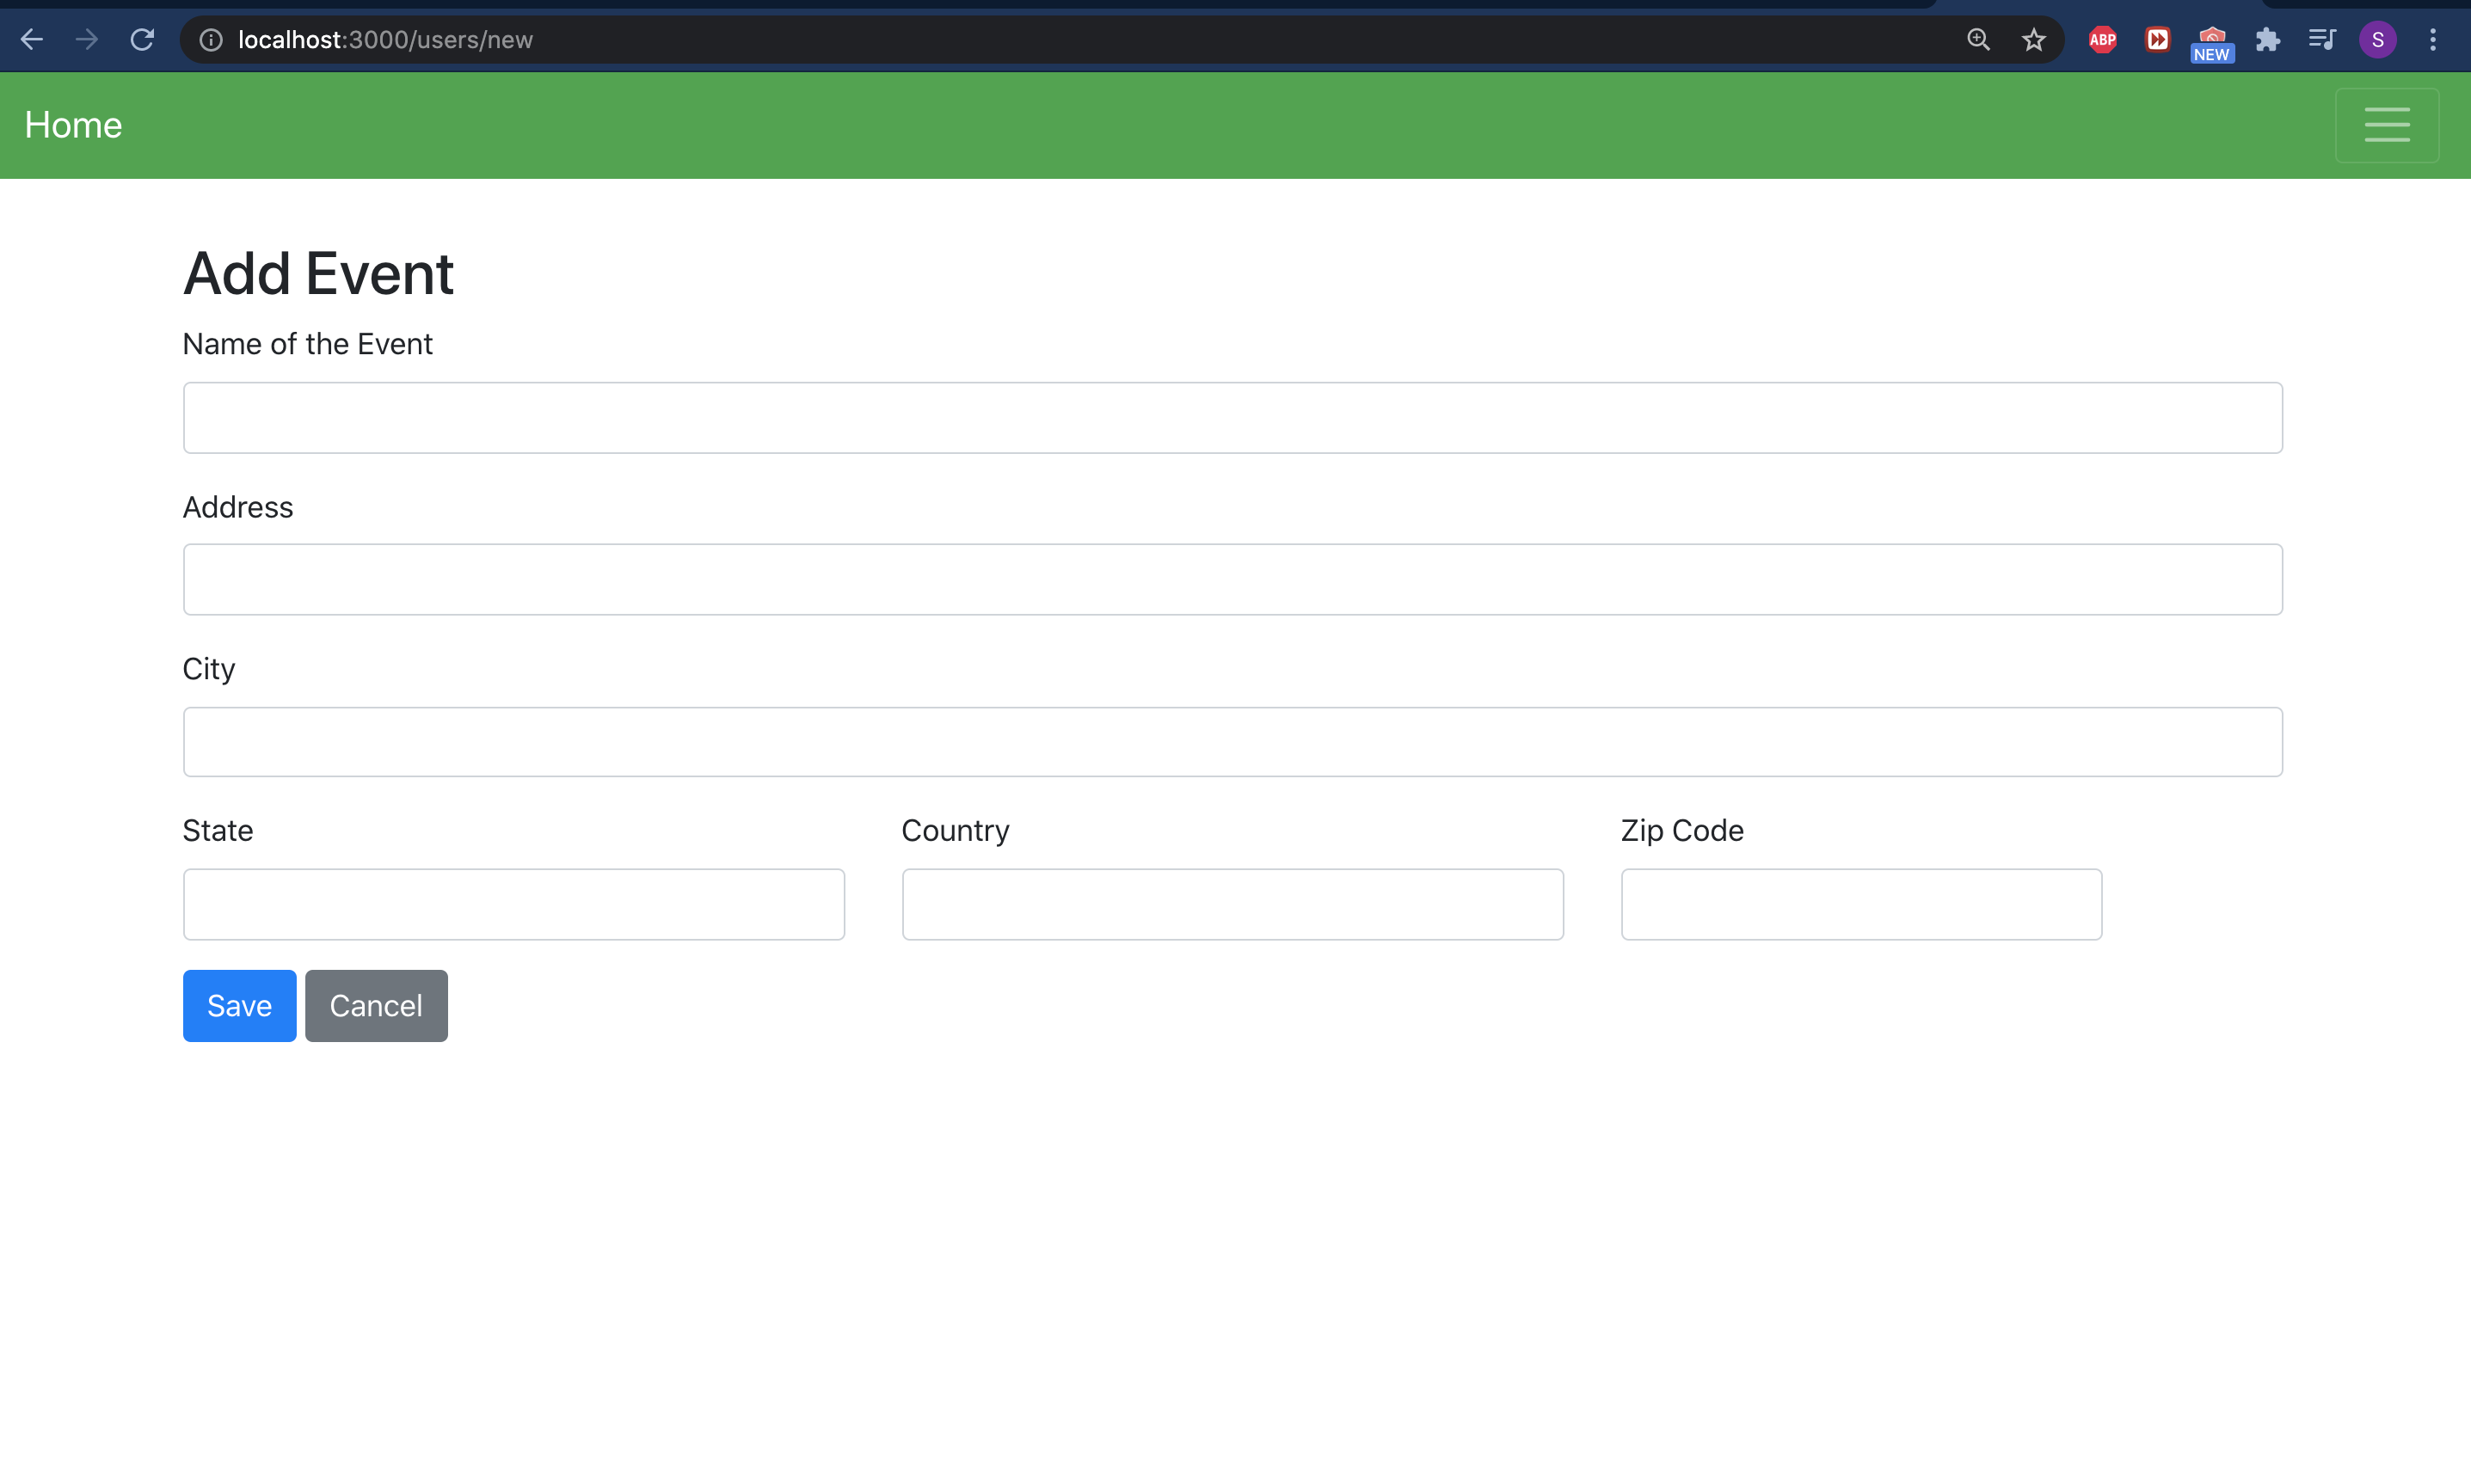 localhost:3000/users/new
ABP
NEW
S
Home
Add Event
Name of the Event
Address
City
State Country Zip Code
Save Cancel